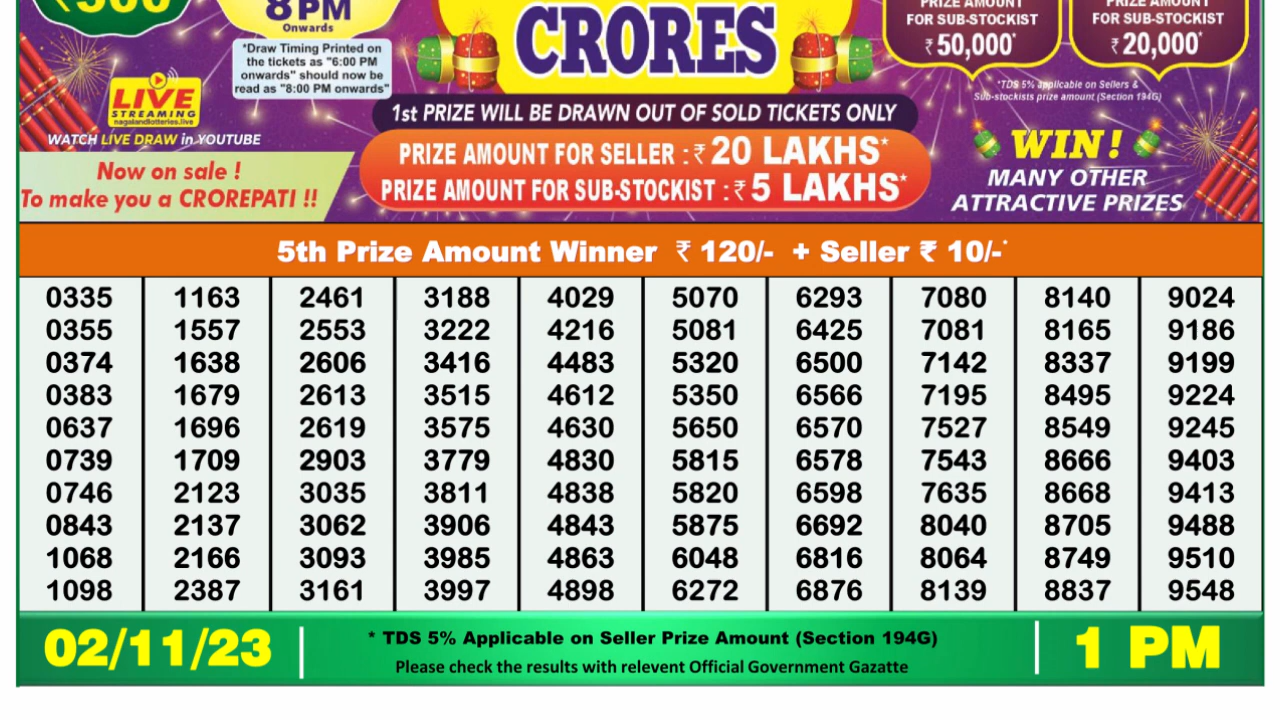 ₹500
8PM
Onwards
*Draw Timing Printed on
the tickets as "6:00 PM
onwards" should now be
read as "8:00 PM onwards"
LIVE
STREAMING
nagalandlotteries.live
WATCH LIVE DRAW in YOUTUBE
Now on sale !
To make you a CROREPATI !!
CRORES
1st PRIZE WILL BE DRAWN OUT OF SOLD TICKETS ONLY
PRIZE AMOUNT FOR SELLER : ₹ 20 LAKHS*
PRIZE AMOUNT FOR SUB-STOCKIST : ₹ 5 LAKHS*
PRIZE AMOUNT
FOR SUB-STOCKIST
₹ 50,000*
PRIZE AMOUNT
FOR SUB-STOCKIST
₹ 20,000*
*TDS 5% applicable on Sellers &
Sub-stockists prize amount (Section 194G)
WIN !
MANY OTHER
ATTRACTIVE PRIZES
5th Prize Amount Winner ₹ 120/- + Seller ₹ 10/-*
0335 1163 2461 3188 4029 5070 6293 7080 8140 9024
0355 1557 2553 3222 4216 5081 6425 7081 8165 9186
0374 1638 2606 3416 4483 5320 6500 7142 8337 9199
0383 1679 2613 3515 4612 5350 6566 7195 8495 9224
0637 1696 2619 3575 4630 5650 6570 7527 8549 9245
0739 1709 2903 3779 4830 5815 6578 7543 8666 9403
0746 2123 3035 3811 4838 5820 6598 7635 8668 9413
0843 2137 3062 3906 4843 5875 6692 8040 8705 9488
1068 2166 3093 3985 4863 6048 6816 8064 8749 9510
1098 2387 3161 3997 4898 6272 6876 8139 8837 9548
02/11/23
* TDS 5% Applicable on Seller Prize Amount (Section 194G)
Please check the results with relevent Official Government Gazatte
1 PM